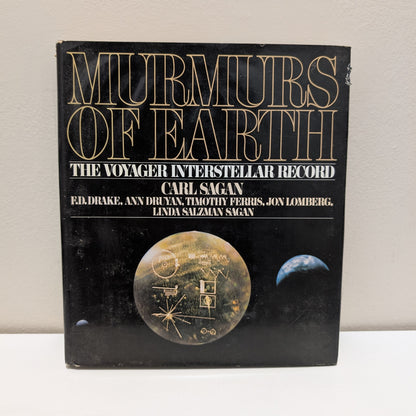 MURMURS
OF EARTH
THE VOYAGER INTERSTELLAR RECORD
CARL SAGAN
F.D. DRAKE, ANN DRUYAN, TIMOTHY FERRIS, JON LOMBERG,
LINDA SALZMAN SAGAN